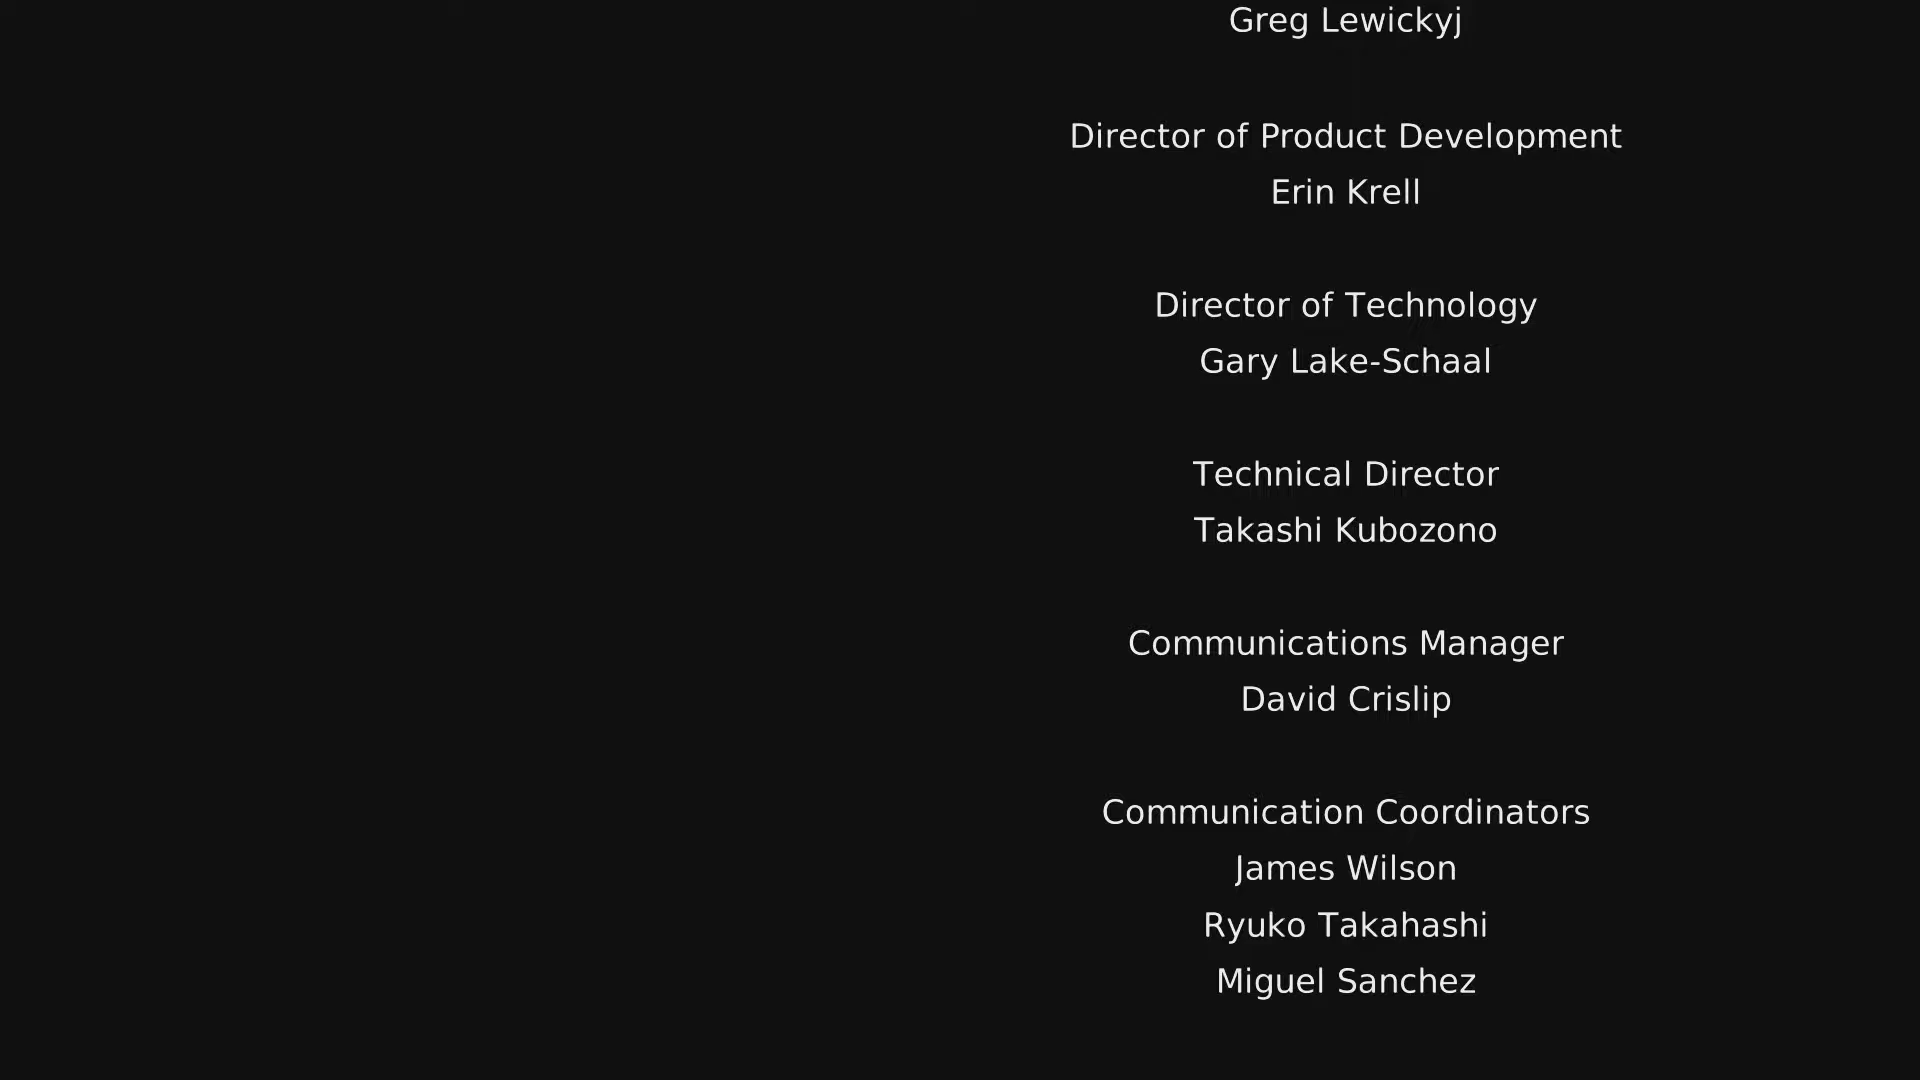 Greg Lewickyj
Director of Product Development
Erin Krell
Director of Technology
Gary Lake-Schaal
Technical Director
Takashi Kubozono
Communications Manager
David Crislip
Communication Coordinators
James Wilson
Ryuko Takahashi
Miguel Sanchez